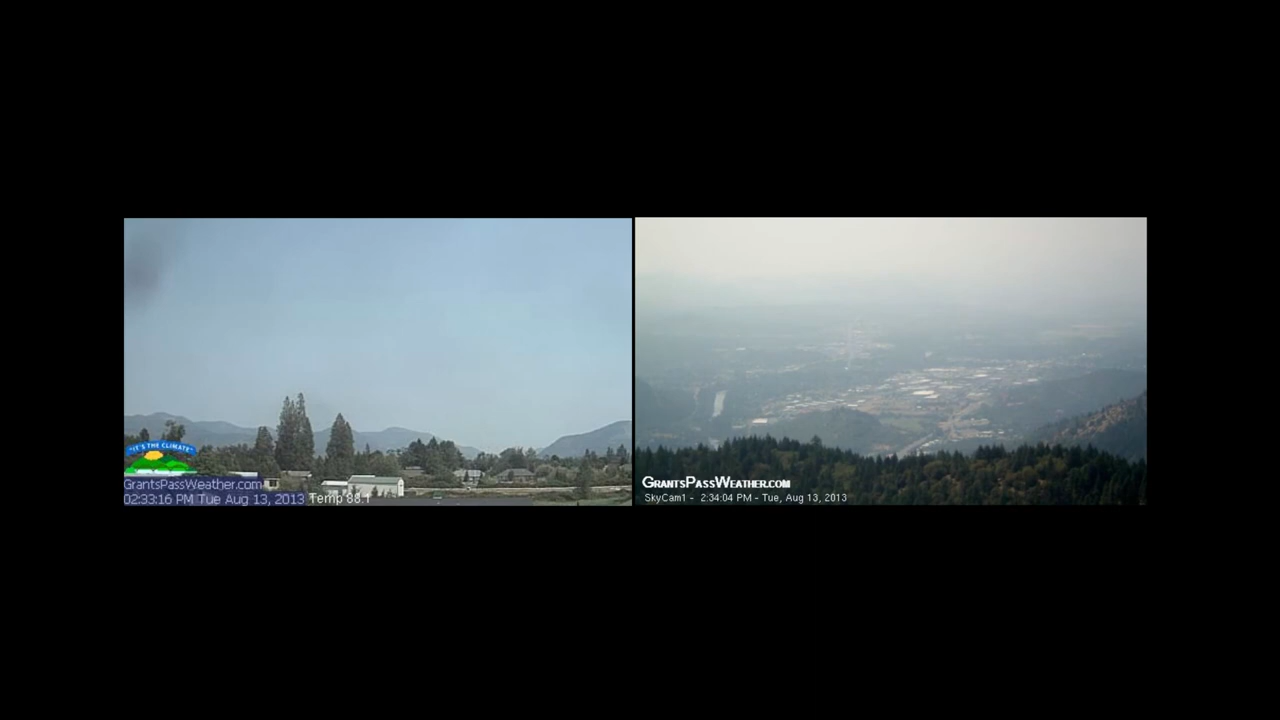 "IT'S THE CLIMATE"
GrantsPassWeather.com
02:33:16 PM Tue Aug 13, 2013 Temp 88.1
GRANTSPASSWEATHER.COM
SkyCam1 - 2:34:04 PM - Tue, Aug 13, 2013